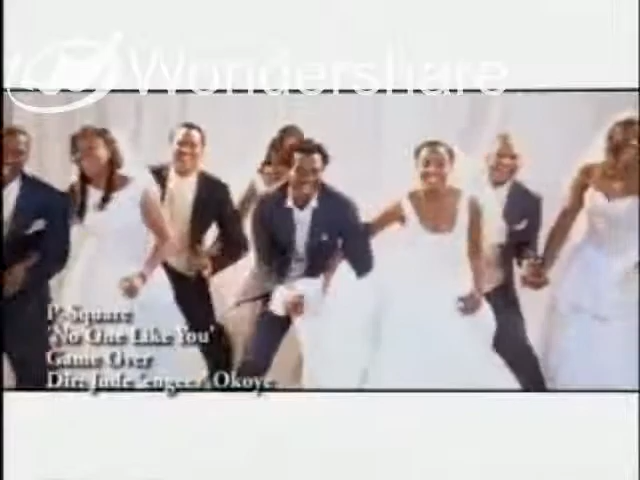 Wondershare
P-Square
'No One Like You'
Game Over
Dir: Jude 'engees' Okoye